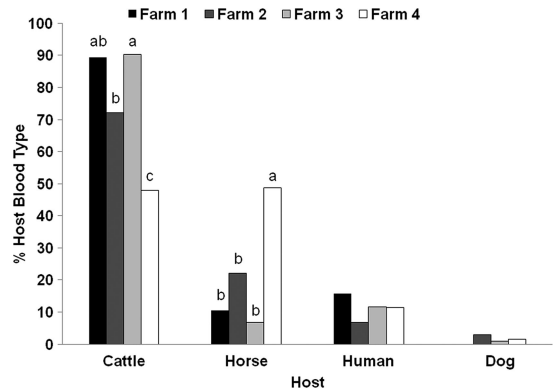 Farm 1 Farm 2 Farm 3 Farm 4
100
90
80
70
60
50
40
30
20
10
0
% Host Blood Type
ab b a c
b b b a
Cattle Horse Human Dog
Host